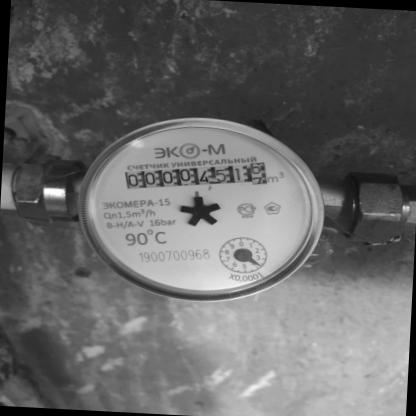 ЭКО-М
СЧЕТЧИК УНИВЕРСАЛЬНЫЙ
m³
ЭКОМЕРА-15
Qn1,5m³/h
B-H/A-V 16bar
90°C
1900700968
X0,0001